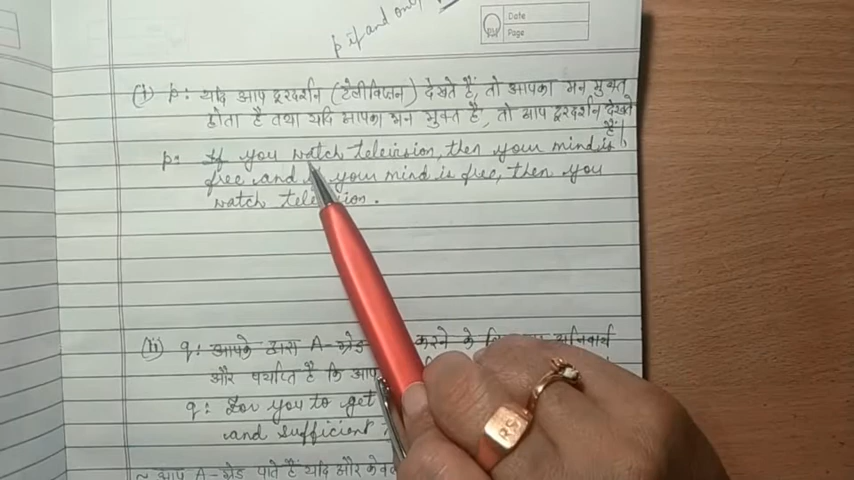 p if and only
Date
Page
(i) p: यदि आप दूरदर्शन (टेलीविजन) देखते हैं, तो आपका मन मुक्त
होता है तथा यदि आपका मन मुक्त है, तो आप दूरदर्शन देखते
हैं।
p: If you watch television, then your mind is
free and your mind is free, then you
watch television.
(ii) q: आपके द्वारा A-ग्रेड करने के अनिवार्य
और पर्याप्त है कि आप
q: For you to get
and sufficient
~ आप A-ग्रेड पाते हैं यदि और केवल